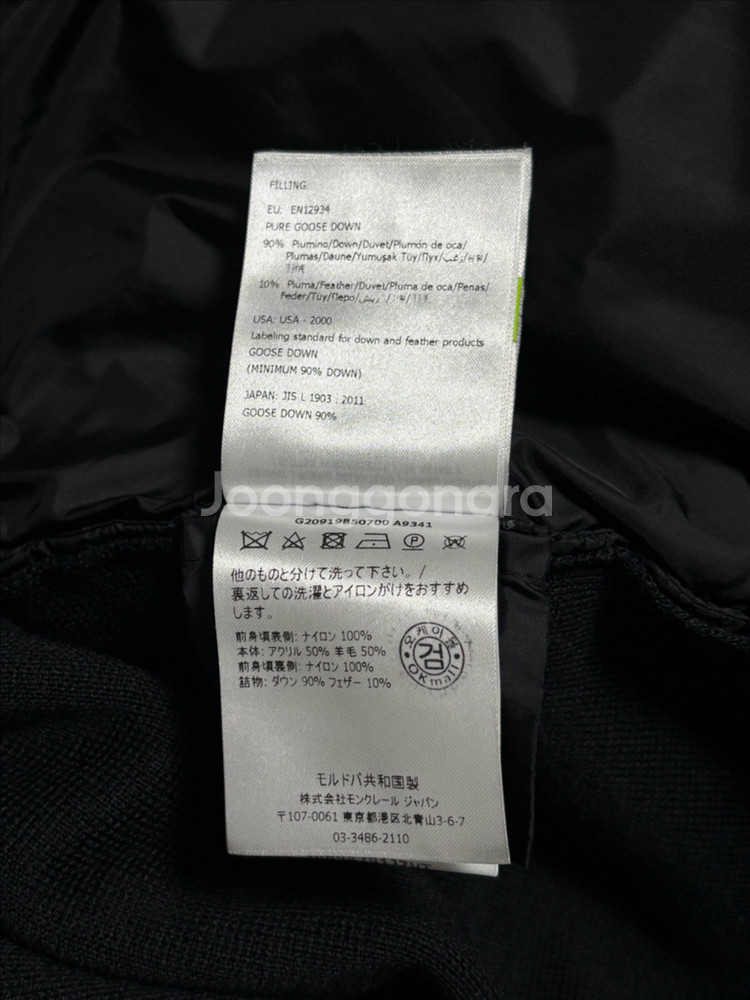 FILLING:
EU: EN12934
PURE GOOSE DOWN
90% Piumino/Down/Duvet/Plumón de oca/
Plumas/Daune/Yumuşak Tüy/Пух/زغب/
10% Piuma/Feather/Duvet/Pluma de oca/Penas/
Feder/Tüy/Перо/ريش/
USA: USA - 2000
Labeling standard for down and feather products
GOOSE DOWN
(MINIMUM 90% DOWN)
JAPAN: JIS L 1903 : 2011
GOOSE DOWN 90%
Joonggonara
G20919B50700 A9341
他のものと分けて洗って下さい。/
裏返しての洗濯とアイロンがけをおすすめ
します。
前身頃表側: ナイロン 100%
本体: アクリル 50% 羊毛 50%
前身頃裏側: ナイロン 100%
詰物: ダウン 90% フェザー 10%
오케이몰
검
OKmall
モルドバ共和国製
株式会社モンクレール ジャパン
〒107-0061 東京都港区北青山3-6-7
03-3486-2110